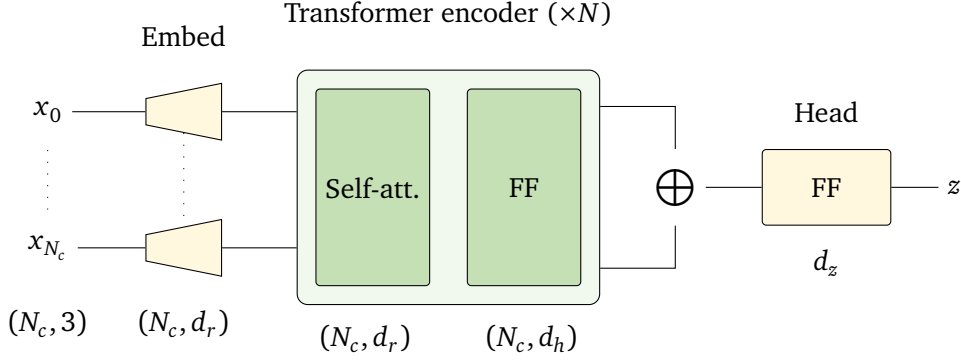 Transformer encoder (×N)
Embed
x₀
Self-att.
FF
Head
FF
z
x_{N_c}
d_z
(N_c, 3)
(N_c, d_r)
(N_c, d_r)
(N_c, d_h)